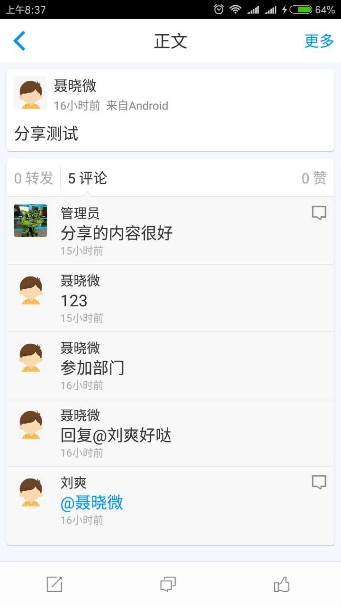 上午8:37
64%
正文
更多
聂晓微
16小时前 来自Android
分享测试
0 转发
5 评论
0 赞
管理员
分享的内容很好
15小时前
聂晓微
123
15小时前
聂晓微
参加部门
16小时前
聂晓微
回复@刘爽好哒
16小时前
刘爽
@聂晓微
16小时前